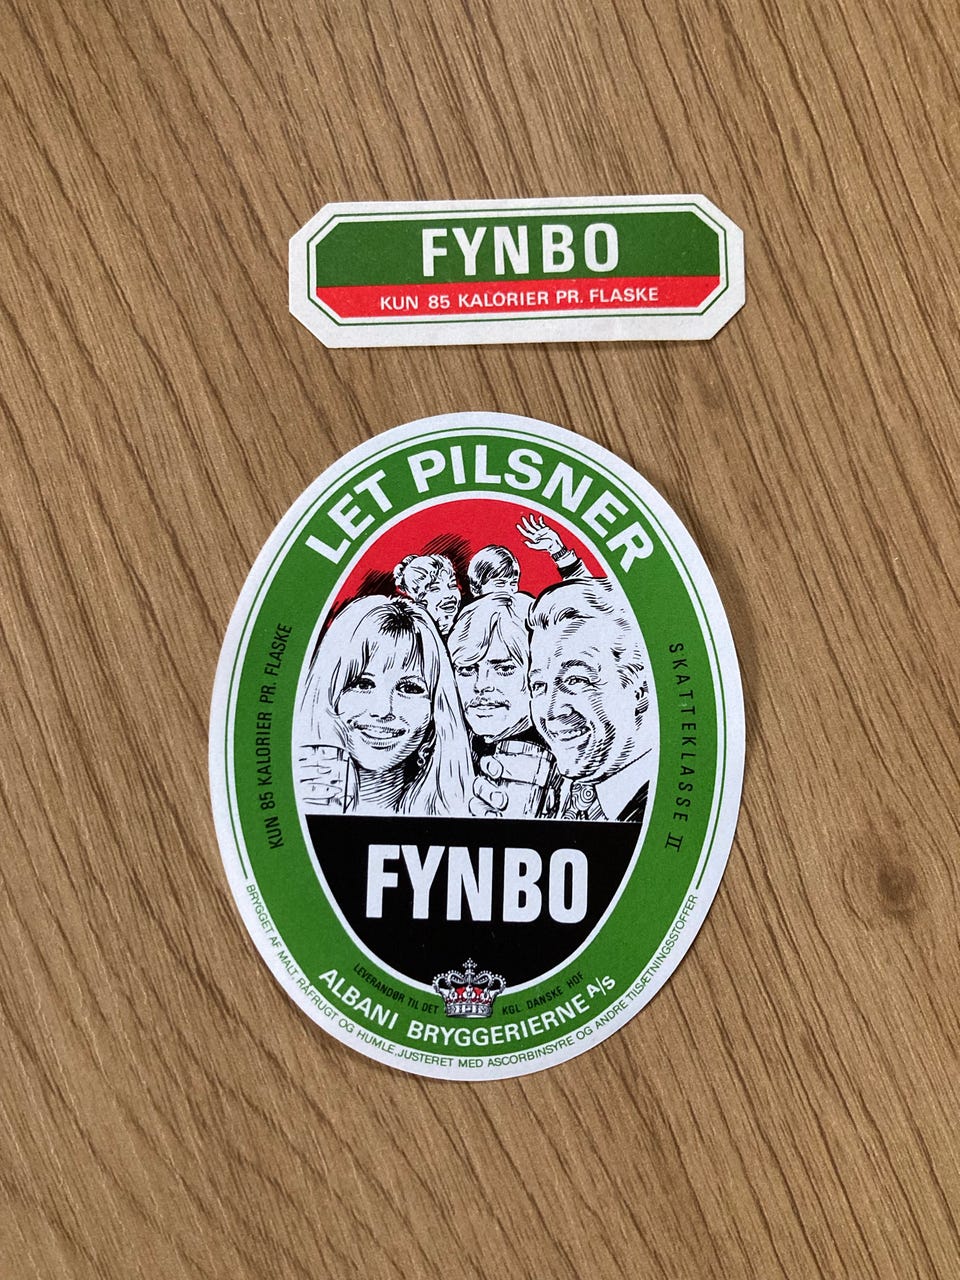 FYNBO
KUN 85 KALORIER PR. FLASKE
LET PILSNER
KUN 85 KALORIER PR. FLASKE
SKATTEKLASSE II
FYNBO
LEVERANDØR TIL DET KGL. DANSKE HOF
ALBANI BRYGGERIERNE A/S
BRYGGET AF MALT, RÅFRUGT OG HUMLE, JUSTERET MED ASCORBINSYRE OG ANDRE TILSÆTNINGSSTOFFER